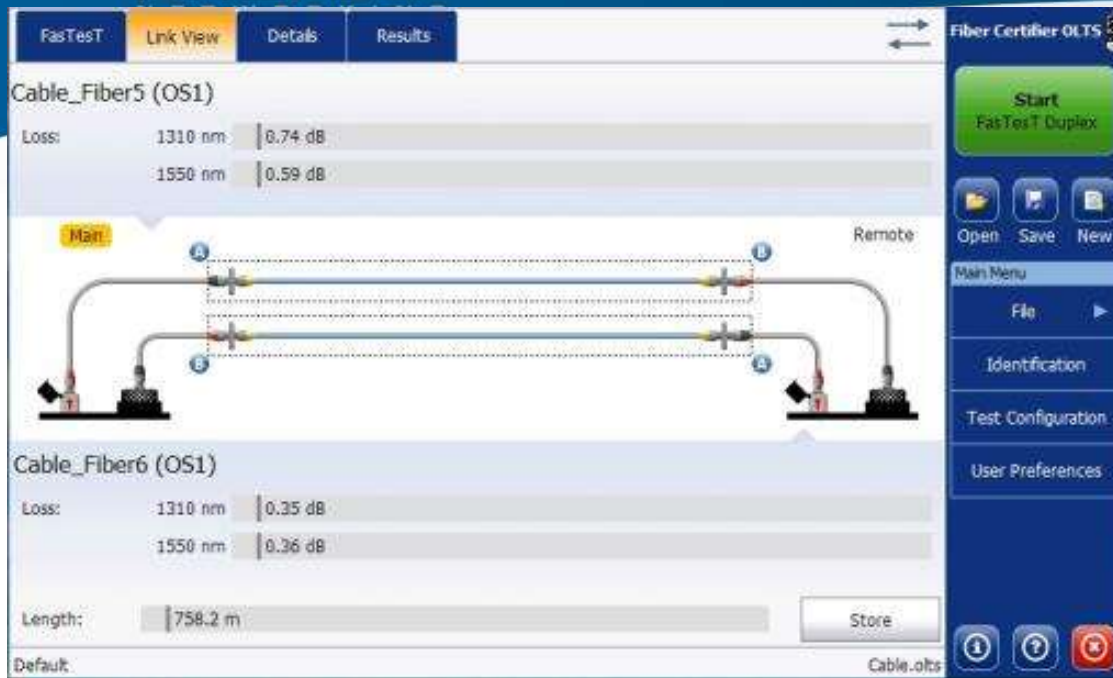 FasTesT Link View Details Results
Fiber Certifier OLTS
Cable_Fiber5 (OS1)
Loss: 1310 nm 0.74 dB
1550 nm 0.59 dB
Start
FasTesT Duplex
Open Save New
Main Remote
A B
B A
T T
Main Menu
File
Identification
Test Configuration
User Preferences
Cable_Fiber6 (OS1)
Loss: 1310 nm 0.35 dB
1550 nm 0.36 dB
Length: 758.2 m
Store
Default Cable.olts